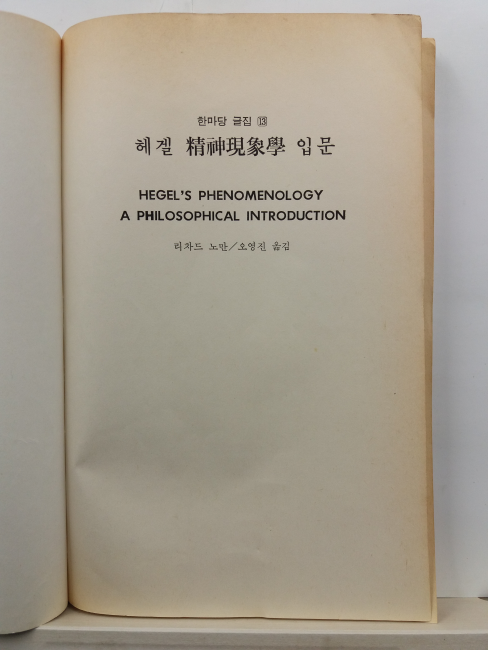 한마당 글집 ⑬
헤겔 精神現象學 입문
HEGEL'S PHENOMENOLOGY
A PHILOSOPHICAL INTRODUCTION
리차드 노만/오영진 옮김